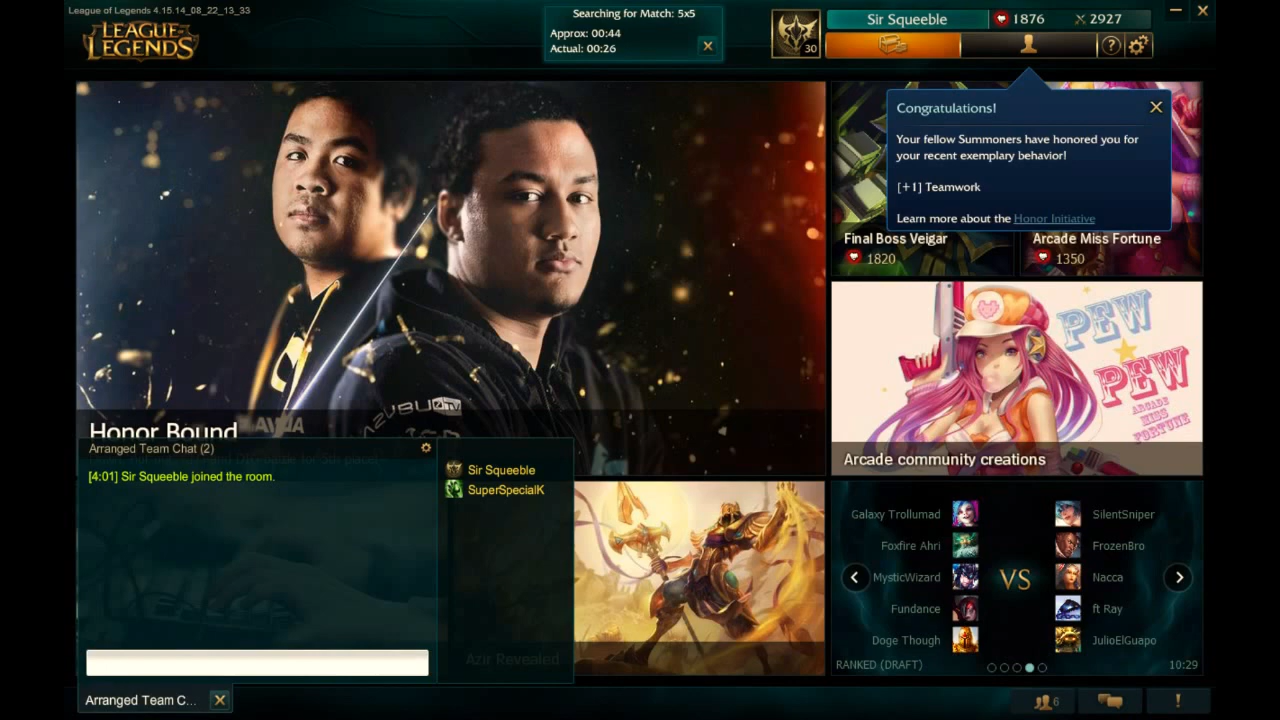 League of Legends 4.15.14_08_22_13_33
LEAGUE OF LEGENDS
Searching for Match: 5x5
Approx: 00:44
Actual: 00:26
30
Sir Squeeble
1876
2927
?
Congratulations!
Your fellow Summoners have honored you for
your recent exemplary behavior!
[+1] Teamwork
Learn more about the Honor Initiative
Final Boss Veigar
1820
Arcade Miss Fortune
1350
AZUBU TV
Honor Bound
PEW
PEW
ARCADE
MISS
FORTUNE
Arcade community creations
Arranged Team Chat (2)
[4:01] Sir Squeeble joined the room.
Sir Squeeble
SuperSpecialK
Azir Revealed
Galaxy Trollumad
SilentSniper
Foxfire Ahri
FrozenBro
MysticWizard
VS
Nacca
Fundance
ft Ray
Doge Though
JulioElGuapo
RANKED (DRAFT)
10:29
Arranged Team C...
6
!